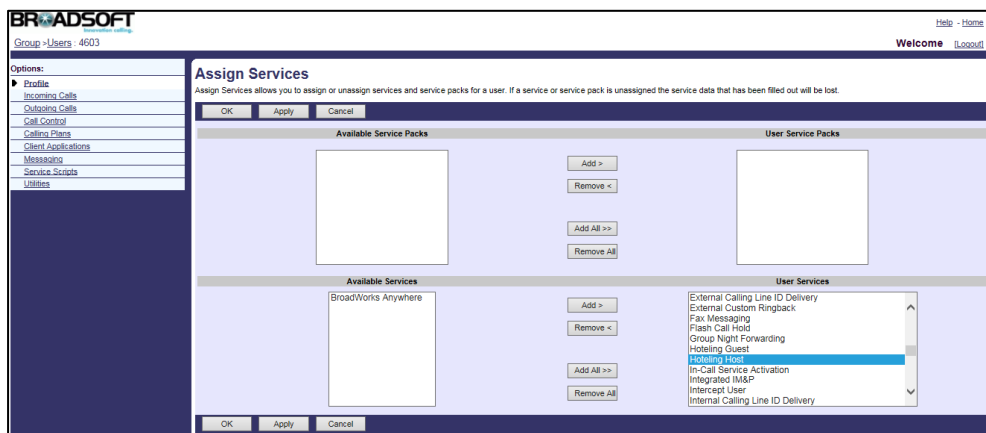 BROADSOFT
innovation calling.
Help - Home
Group >Users : 4603
Welcome [Logout]
Options:
Profile
Incoming Calls
Outgoing Calls
Call Control
Calling Plans
Client Applications
Messaging
Service Scripts
Utilities
Assign Services
Assign Services allows you to assign or unassign services and service packs for a user. If a service or service pack is unassigned the service data that has been filled out will be lost.
OK Apply Cancel
Available Service Packs User Service Packs
Add >
Remove <
Add All >>
Remove All
Available Services User Services
BroadWorks Anywhere
Add >
Remove <
Add All >>
Remove All
External Calling Line ID Delivery
External Custom Ringback
Fax Messaging
Flash Call Hold
Group Night Forwarding
Hoteling Guest
Hoteling Host
In-Call Service Activation
Integrated IM&P
Intercept User
Internal Calling Line ID Delivery
OK Apply Cancel